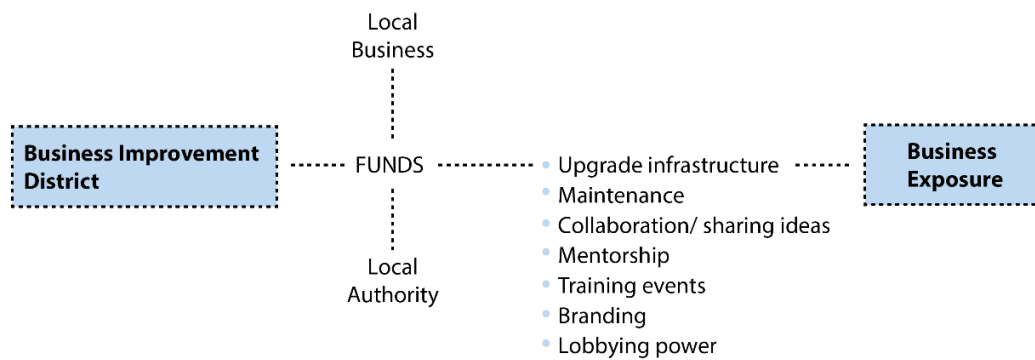 Local
Business
Business Improvement
District
FUNDS
Upgrade infrastructure
Maintenance
Collaboration/ sharing ideas
Mentorship
Training events
Branding
Lobbying power
Business
Exposure
Local
Authority